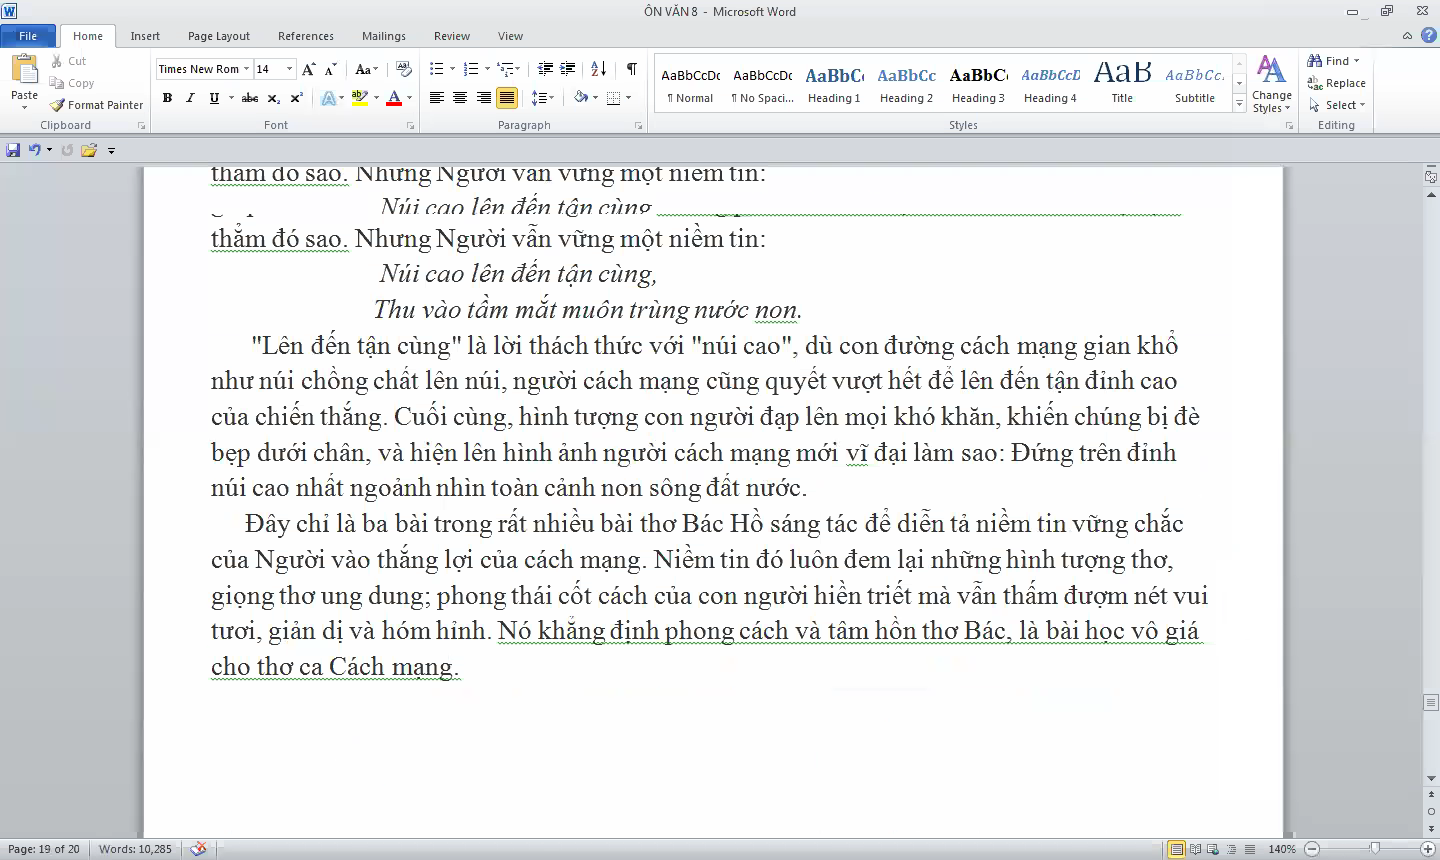 ÔN VĂN 8 - Microsoft Word
File Home Insert Page Layout References Mailings Review View
Paste Cut Copy Format Painter
Times New Rom 14
Aa
B I U abc x₂ x² A ab A
AaBbCcDc AaBbCcDc AaBbC AaBbCc AaBbC AaBbCcD AaB AaBbCc.
¶ Normal ¶ No Spaci... Heading 1 Heading 2 Heading 3 Heading 4 Title Subtitle
Change Styles
Find
Replace
Select
Clipboard Font Paragraph Styles Editing
thẳm đó sao. Nhưng Người vẫn vững một niềm tin:
Núi cao lên đến tận cùng
thẳm đó sao. Nhưng Người vẫn vững một niềm tin:
Núi cao lên đến tận cùng,
Thu vào tầm mắt muôn trùng nước non.
"Lên đến tận cùng" là lời thách thức với "núi cao", dù con đường cách mạng gian khổ
như núi chồng chất lên núi, người cách mạng cũng quyết vượt hết để lên đến tận đỉnh cao
của chiến thắng. Cuối cùng, hình tượng con người đạp lên mọi khó khăn, khiến chúng bị đè
bẹp dưới chân, và hiện lên hình ảnh người cách mạng mới vĩ đại làm sao: Đứng trên đỉnh
núi cao nhất ngoảnh nhìn toàn cảnh non sông đất nước.
Đây chỉ là ba bài trong rất nhiều bài thơ Bác Hồ sáng tác để diễn tả niềm tin vững chắc
của Người vào thắng lợi của cách mạng. Niềm tin đó luôn đem lại những hình tượng thơ,
giọng thơ ung dung; phong thái cốt cách của con người hiền triết mà vẫn thấm đượm nét vui
tươi, giản dị và hóm hỉnh. Nó khẳng định phong cách và tâm hồn thơ Bác, là bài học vô giá
cho thơ ca Cách mạng.
Page: 19 of 20 Words: 10,285 140%